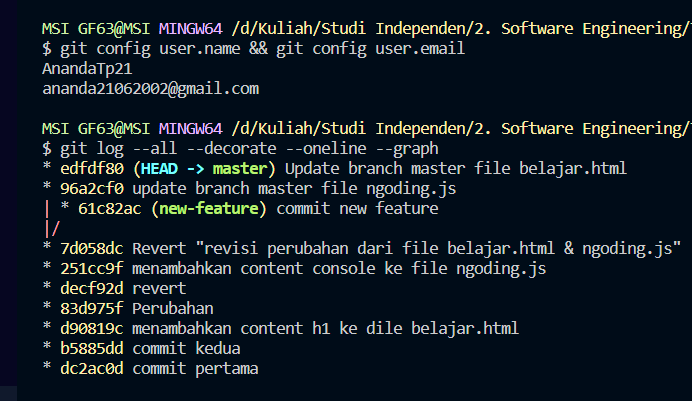 MSI GF63@MSI MINGW64 /d/Kuliah/Studi Independen/2. Software Engineering/
$ git config user.name && git config user.email
AnandaTp21
ananda21062002@gmail.com
MSI GF63@MSI MINGW64 /d/Kuliah/Studi Independen/2. Software Engineering/
$ git log --all --decorate --oneline --graph
* edfdf80 (HEAD -> master) Update branch master file belajar.html
* 96a2cf0 update branch master file ngoding.js
| * 61c82ac (new-feature) commit new feature
|/
* 7d058dc Revert "revisi perubahan dari file belajar.html & ngoding.js"
* 251cc9f menambahkan content console ke file ngoding.js
* decf92d revert
* 83d975f Perubahan
* d90819c menambahkan content h1 ke dile belajar.html
* b5885dd commit kedua
* dc2ac0d commit pertama